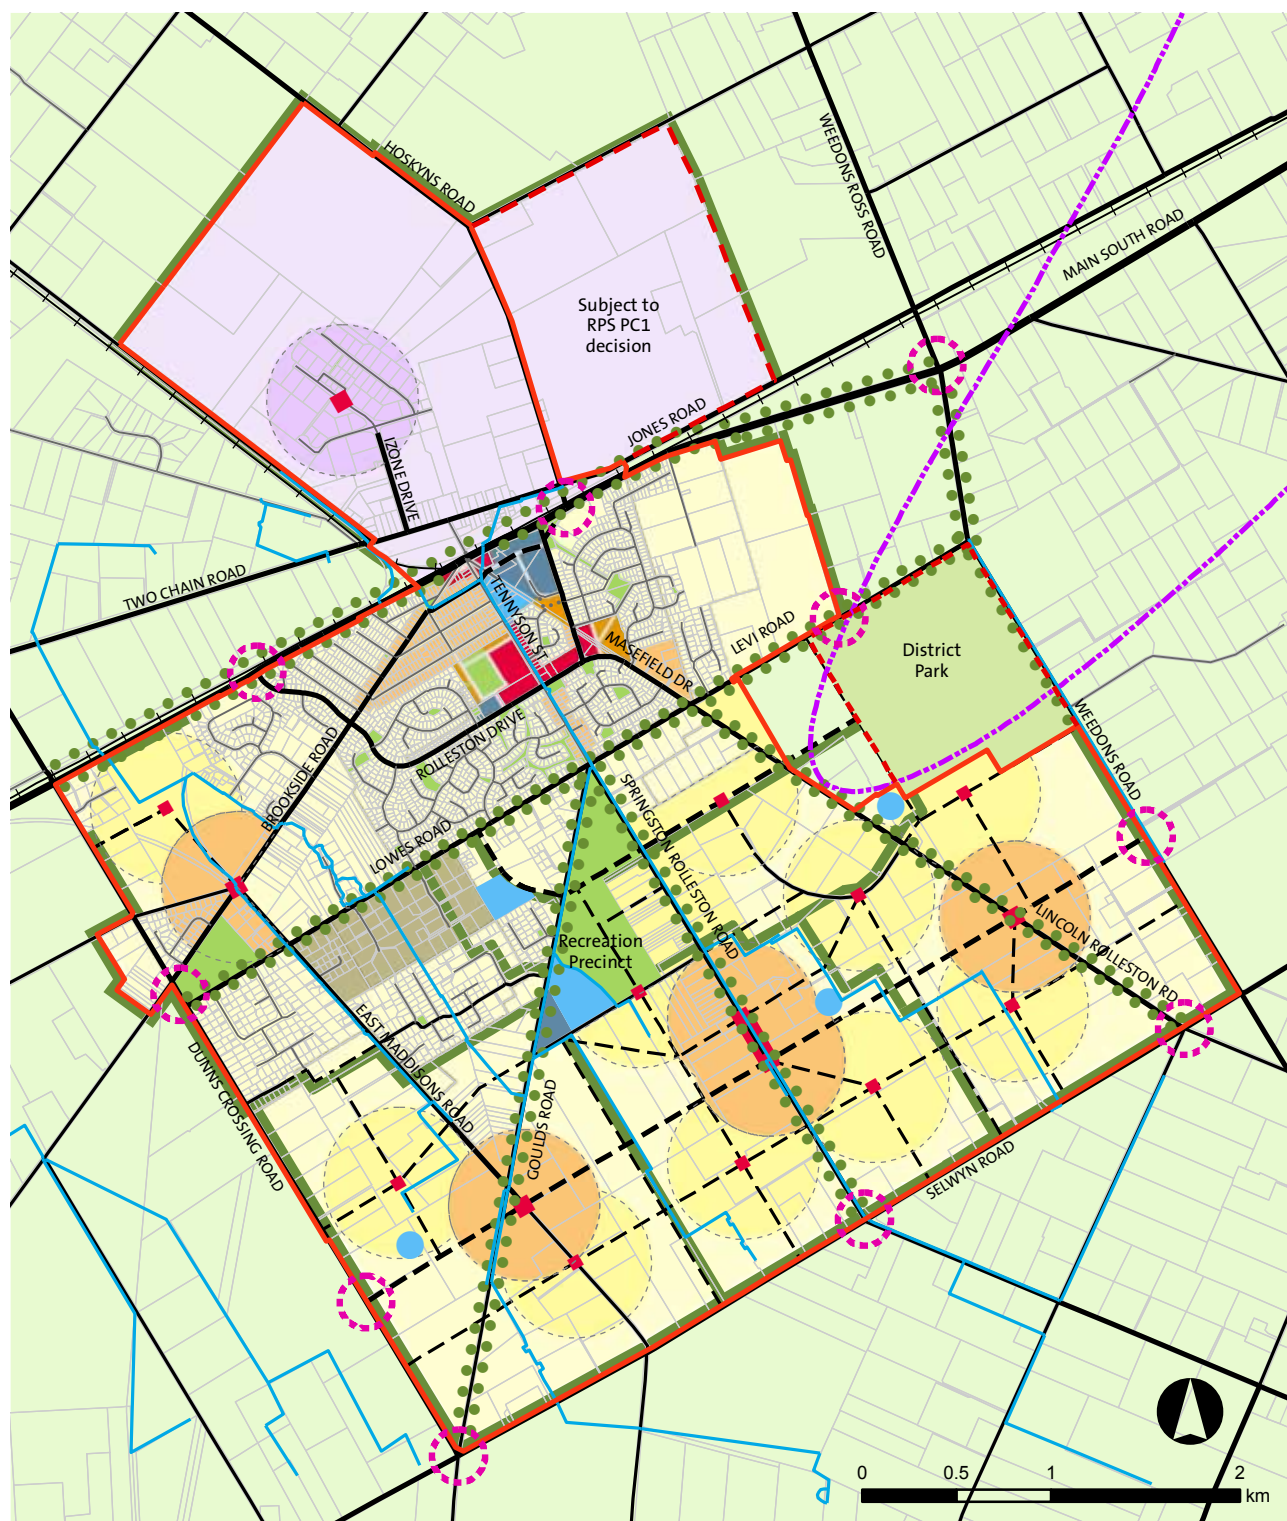 HOSKYNS ROAD
WEEDONS ROSS ROAD
MAIN SOUTH ROAD
Subject to
RPS PC1
decision
JONES ROAD
IZONE DRIVE
TWO CHAIN ROAD
TENNYSON ST
MASEFIELD DR
LEVI ROAD
District
Park
ROLLESTON DRIVE
BROOKSIDE ROAD
WEEDONS ROAD
LOWES ROAD
SPRINGSTON ROLLESTON ROAD
Recreation
Precinct
LINCOLN ROLLESTON RD
EAST MADDISONS ROAD
DUNNS CROSSING ROAD
GOULDS ROAD
SELWYN ROAD
0 0.5 1 2
km